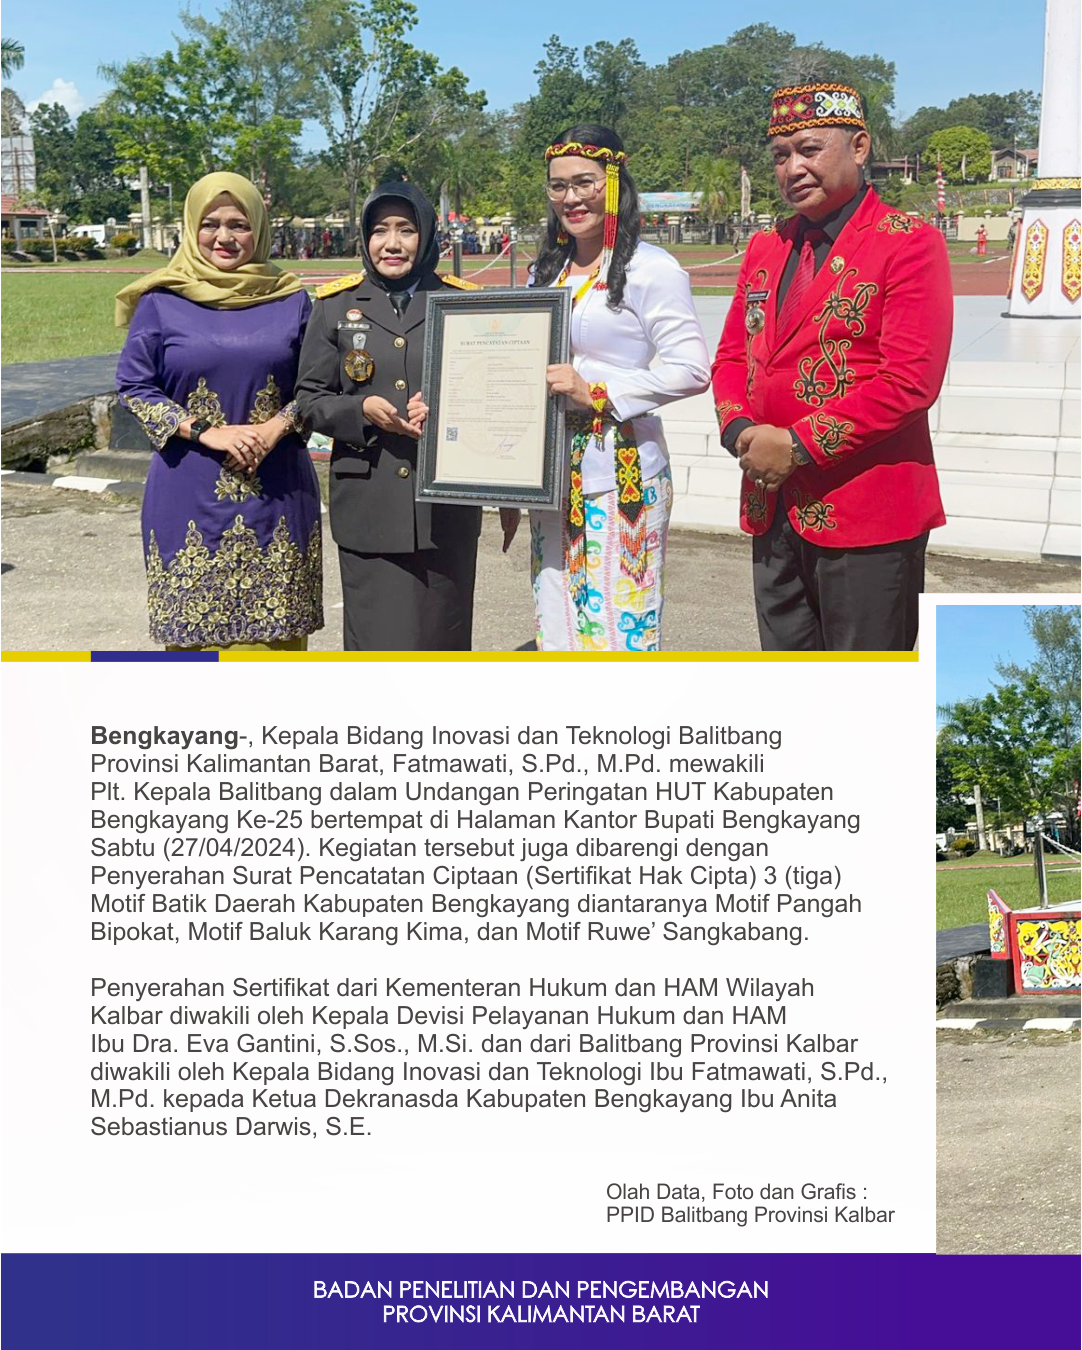 SURAT PENCATATAN CIPTAAN
Bengkayang-, Kepala Bidang Inovasi dan Teknologi Balitbang
Provinsi Kalimantan Barat, Fatmawati, S.Pd., M.Pd. mewakili
Plt. Kepala Balitbang dalam Undangan Peringatan HUT Kabupaten
Bengkayang Ke-25 bertempat di Halaman Kantor Bupati Bengkayang
Sabtu (27/04/2024). Kegiatan tersebut juga dibarengi dengan
Penyerahan Surat Pencatatan Ciptaan (Sertifikat Hak Cipta) 3 (tiga)
Motif Batik Daerah Kabupaten Bengkayang diantaranya Motif Pangah
Bipokat, Motif Baluk Karang Kima, dan Motif Ruwe’ Sangkabang.
Penyerahan Sertifikat dari Kementeran Hukum dan HAM Wilayah
Kalbar diwakili oleh Kepala Devisi Pelayanan Hukum dan HAM
Ibu Dra. Eva Gantini, S.Sos., M.Si. dan dari Balitbang Provinsi Kalbar
diwakili oleh Kepala Bidang Inovasi dan Teknologi Ibu Fatmawati, S.Pd.,
M.Pd. kepada Ketua Dekranasda Kabupaten Bengkayang Ibu Anita
Sebastianus Darwis, S.E.
Olah Data, Foto dan Grafis :
PPID Balitbang Provinsi Kalbar
BADAN PENELITIAN DAN PENGEMBANGAN
PROVINSI KALIMANTAN BARAT